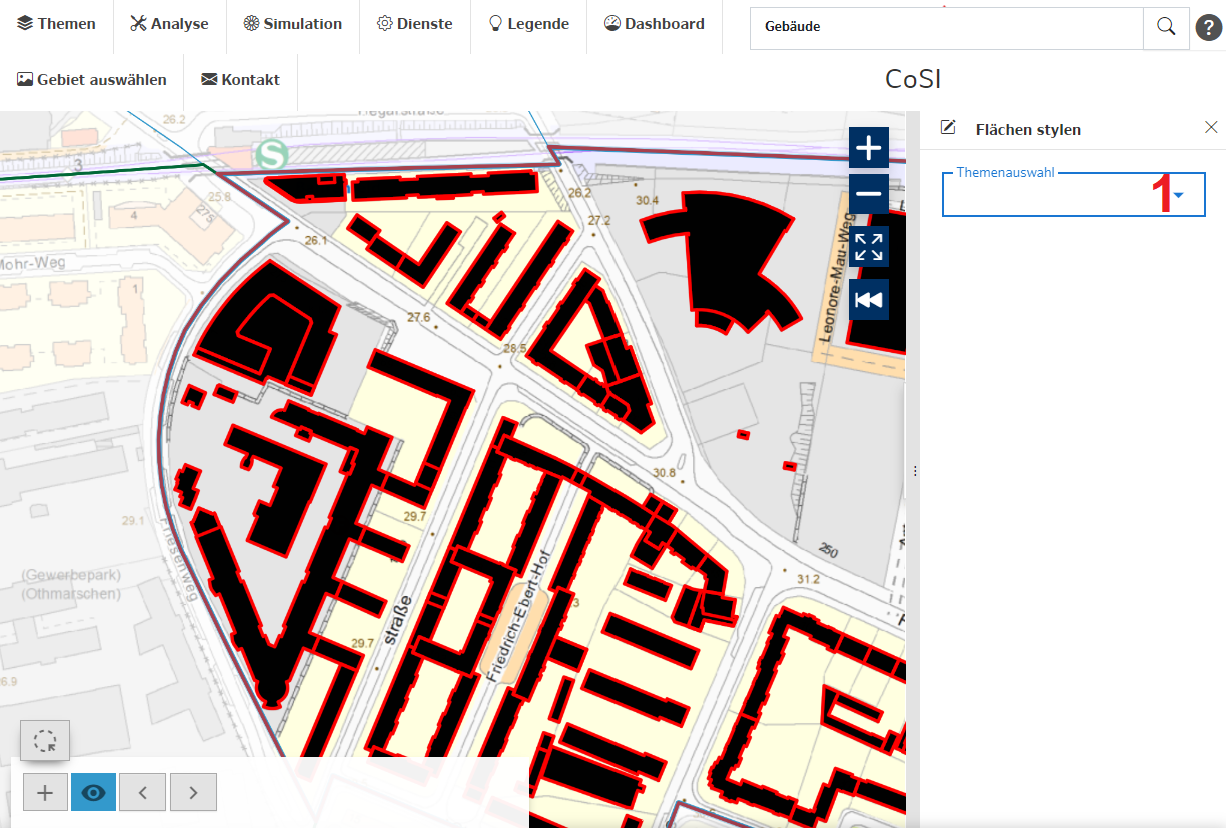 Themen
Analyse
Simulation
Dienste
Legende
Dashboard
Gebäude
?
Gebiet auswählen
Kontakt
CoSI
Flächen stylen
Themenauswahl
1
26.2
3
S
25.8
4
275
26.1
26.2
27.2
30.4
Mohr-Weg
1
27.6
28.5
Leonore-Mau-Weg
30.8
29.1
29.7
250
31.2
Friesenweg
(Gewerbepark)
(Othmarschen)
straße
Friedrich-Ebert-Hof
3
29.7
6.9